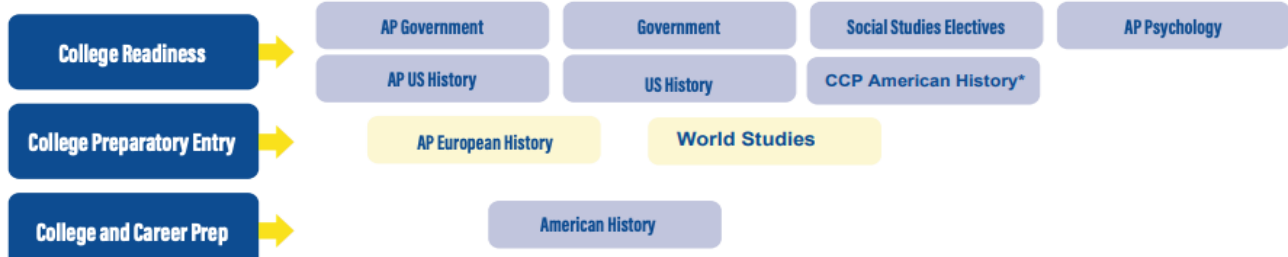 College Readiness
AP Government
Government
Social Studies Electives
AP Psychology
AP US History
US History
CCP American History*
College Preparatory Entry
AP European History
World Studies
College and Career Prep
American History